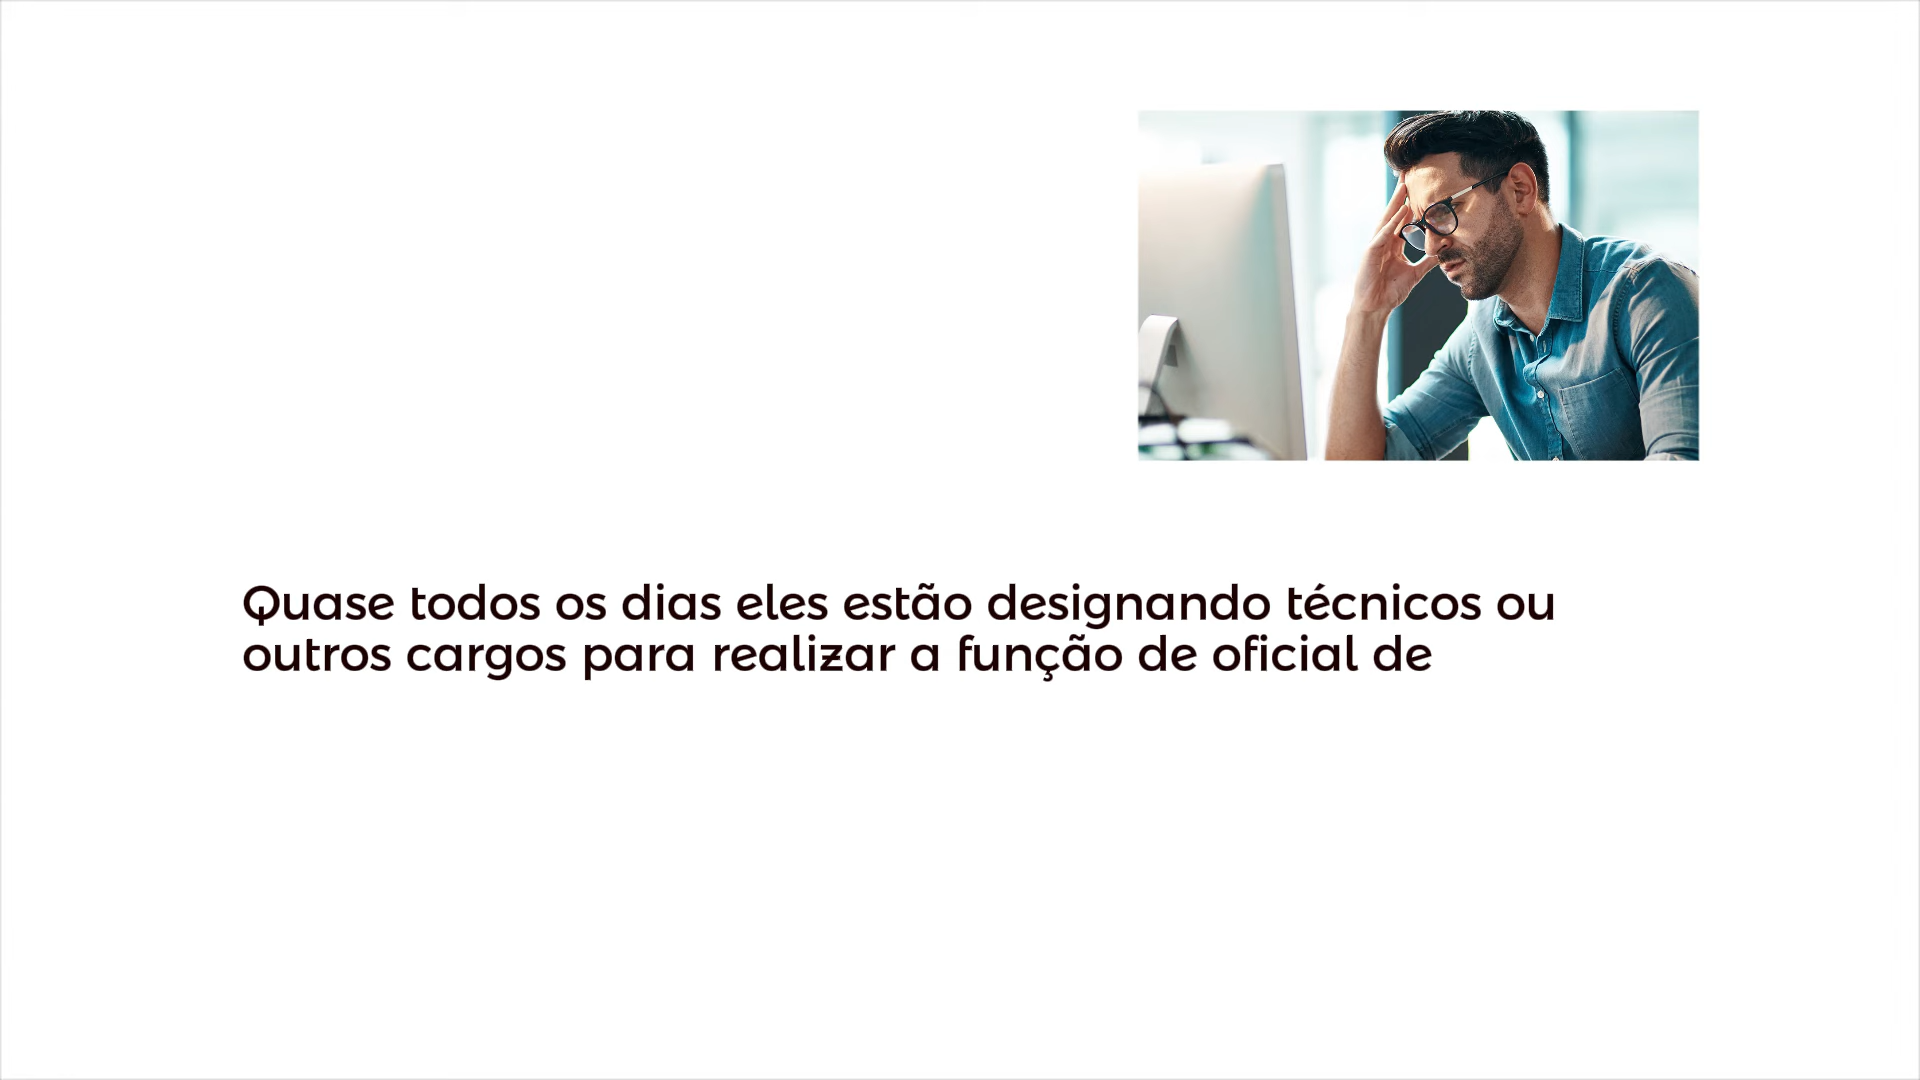 Quase todos os dias eles estão designando técnicos ou
outros cargos para realizar a função de oficial de